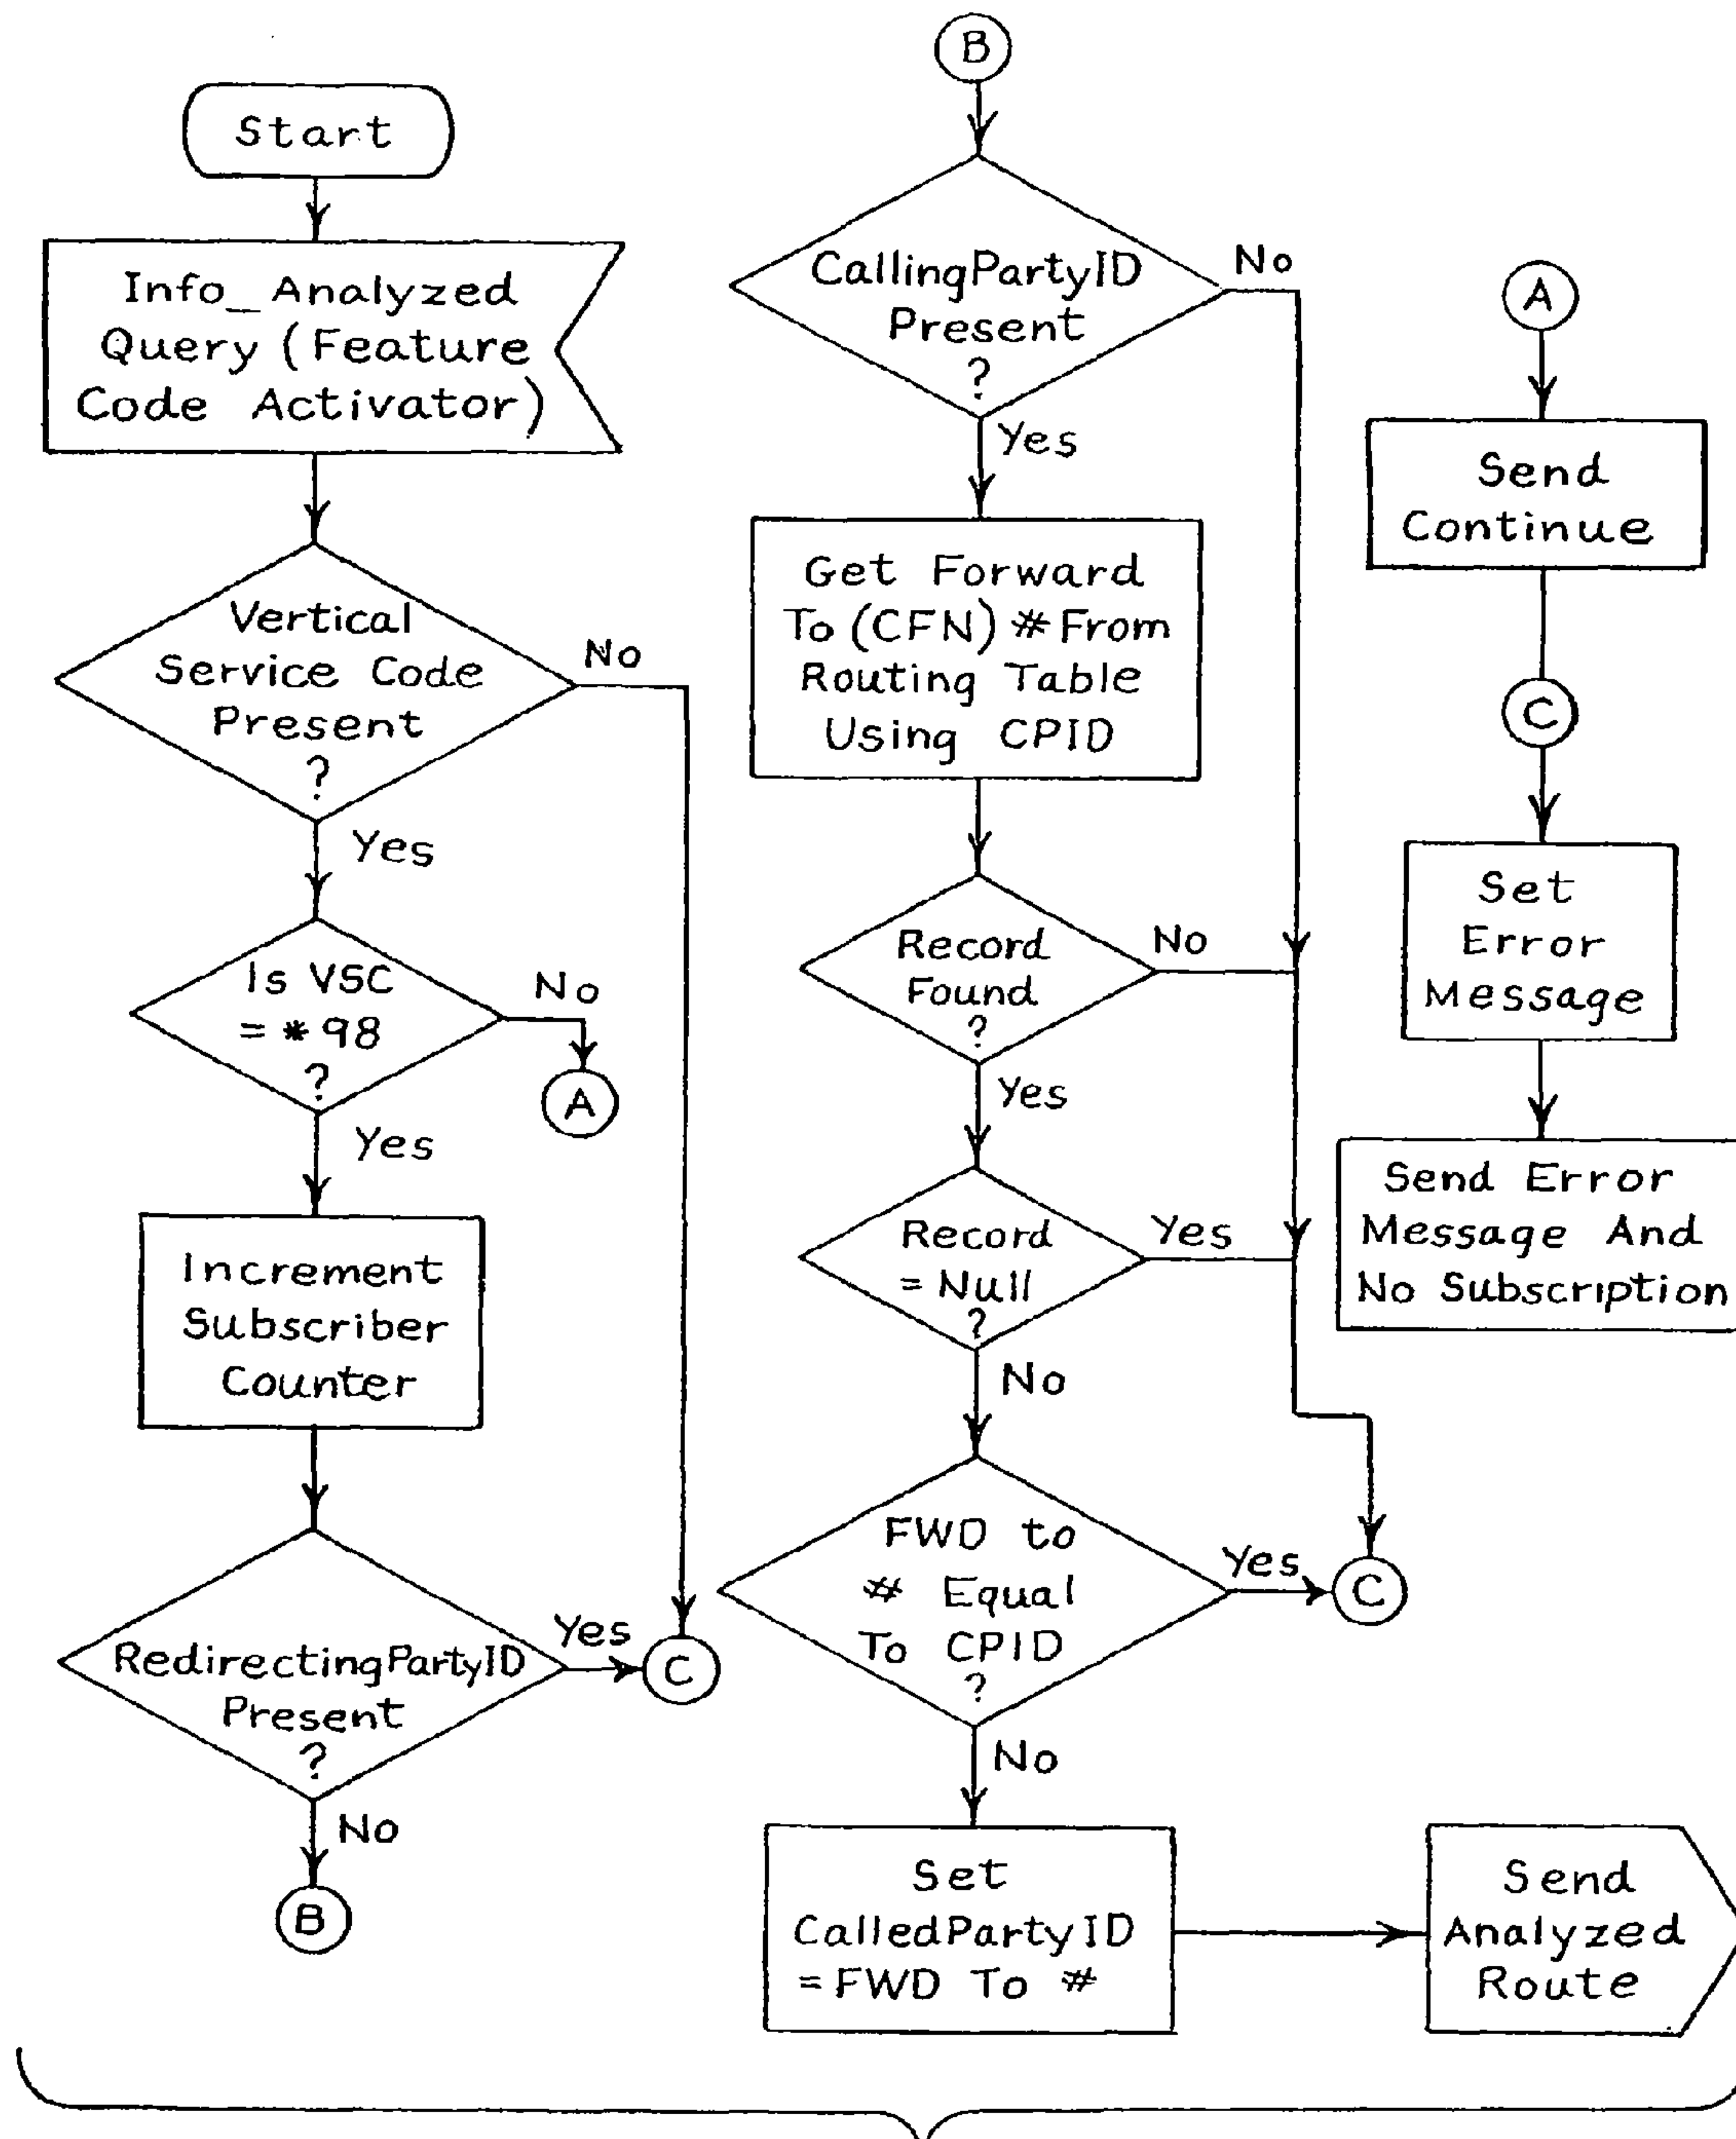 Start
Info_Analyzed
Query (Feature
Code Activator)
Vertical
Service Code
Present
?
No
Yes
Is VSC
= *98
?
No
A
Yes
Increment
Subscriber
Counter
RedirectingPartyID
Present
?
Yes
C
No
B
B
CallingPartyID
Present
?
No
Yes
Get Forward
To (CFN) # From
Routing Table
Using CPID
Record
Found
?
No
Yes
Record
= Null
?
Yes
No
FWD to
# Equal
To CPID
?
Yes
C
No
Set
CalledPartyID
= FWD To #
Send
Analyzed
Route
A
Send
Continue
C
Set
Error
Message
Send Error
Message And
No Subscription